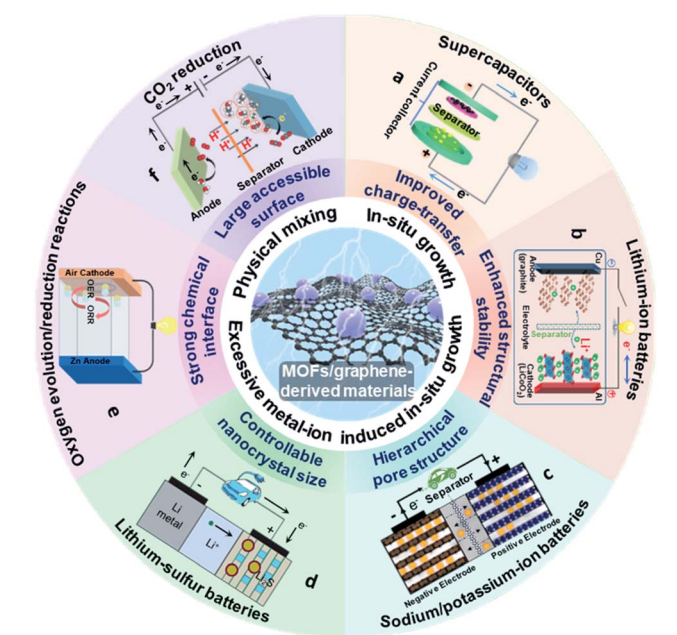 CO2 reduction
e-
+
-
e-
e-
e-
H+
H+
H+
e-
f
Anode
Separator
Cathode
Supercapacitors
a
Current collector
-
Separator
+
e-
e-
Lithium-ion batteries
b
Cu
Anode
(graphite)
Electrolyte
Separator
Li+
Cathode
(LiCoO2)
Al
e-
Sodium/potassium-ion batteries
c
Separator
-
e-
+
Negative Electrode
Positive Electrode
Lithium-sulfur batteries
d
e-
-
+
e-
Li
metal
Li+
Oxygen evolution/reduction reactions
e
Air Cathode
OER
ORR
Zn Anode
Large accessible
surface
Improved
charge-transfer
Enhanced structural
stability
Hierarchical
pore structure
Controllable
nanocrystal size
Strong chemical
interface
Physical mixing
In-situ growth
Excessive metal-ion induced in-situ growth
MOFs/graphene-
derived materials